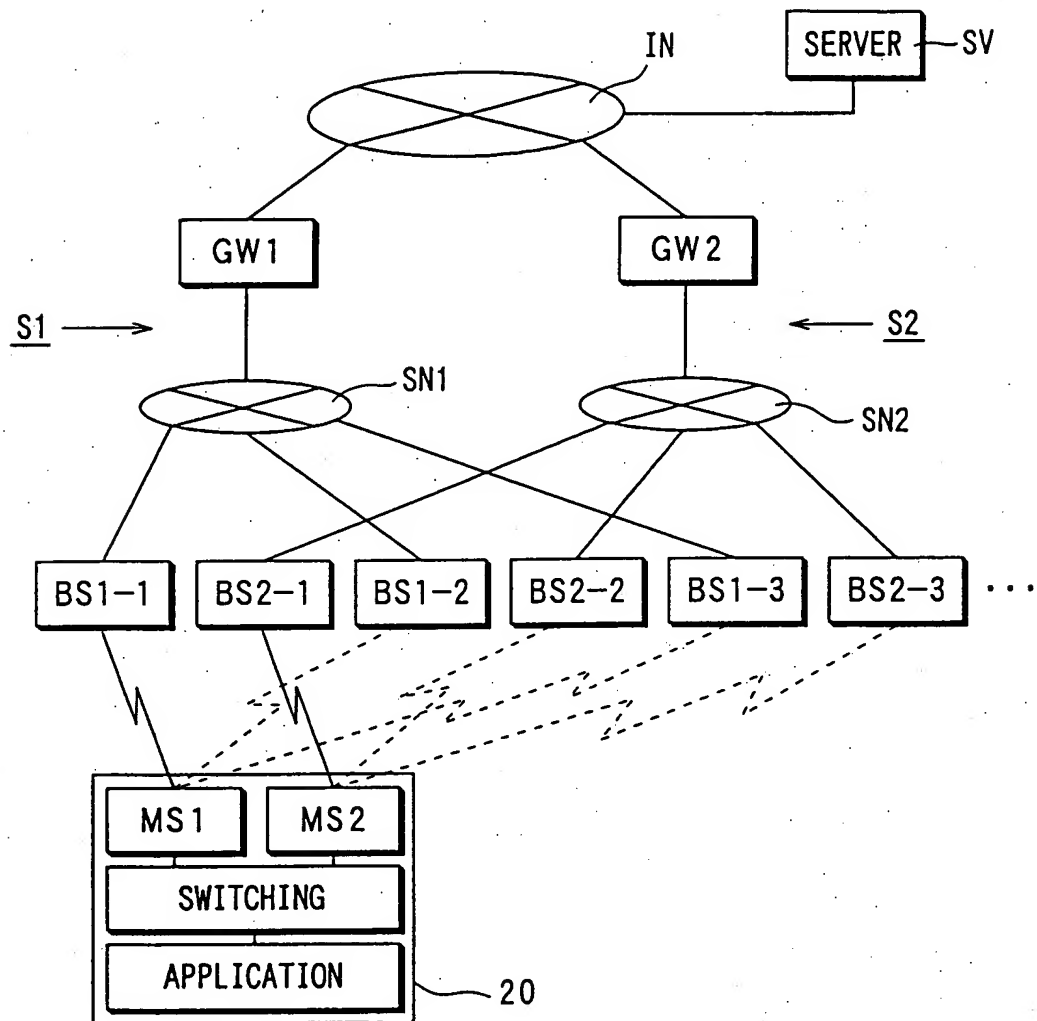 IN
SERVER
SV
GW1
GW2
S1
S2
SN1
SN2
BS1-1
BS2-1
BS1-2
BS2-2
BS1-3
BS2-3
...
MS1
MS2
SWITCHING
APPLICATION
20